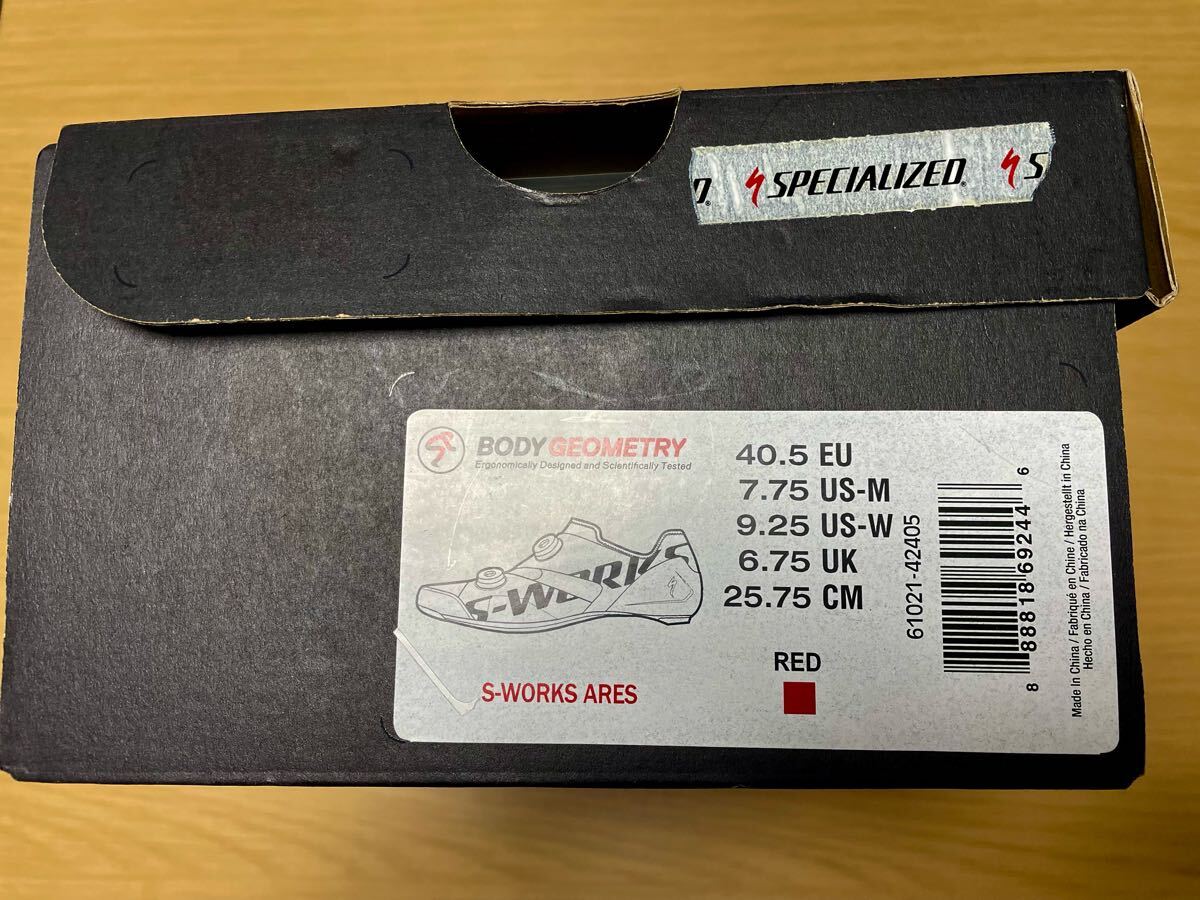 D. SPECIALIZED. S
BODY GEOMETRY
Ergonomically Designed and Scientifically Tested
40.5 EU
7.75 US-M
9.25 US-W
6.75 UK
25.75 CM
S-WORKS
S-WORKS ARES
RED
61021-42405
8 88818 69244 6
Made In China / Fabriqué en Chine / Hergestellt in China
Hecho en China / Fabricado na China